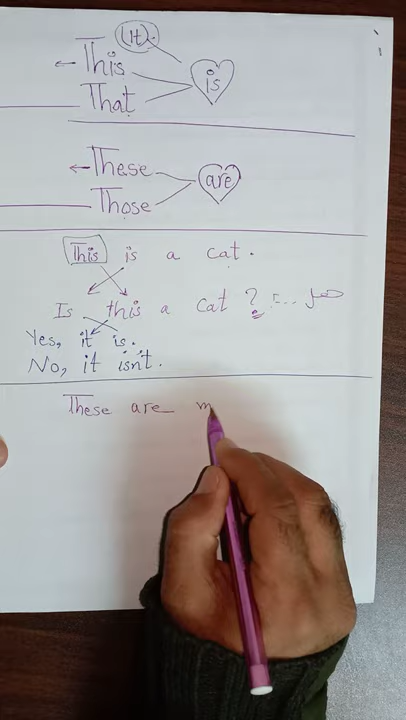 (It).
This is
That
These are
Those
This is a cat.
Is this a cat ? هل ...؟
Yes, it is.
No, it isn't.
These are m